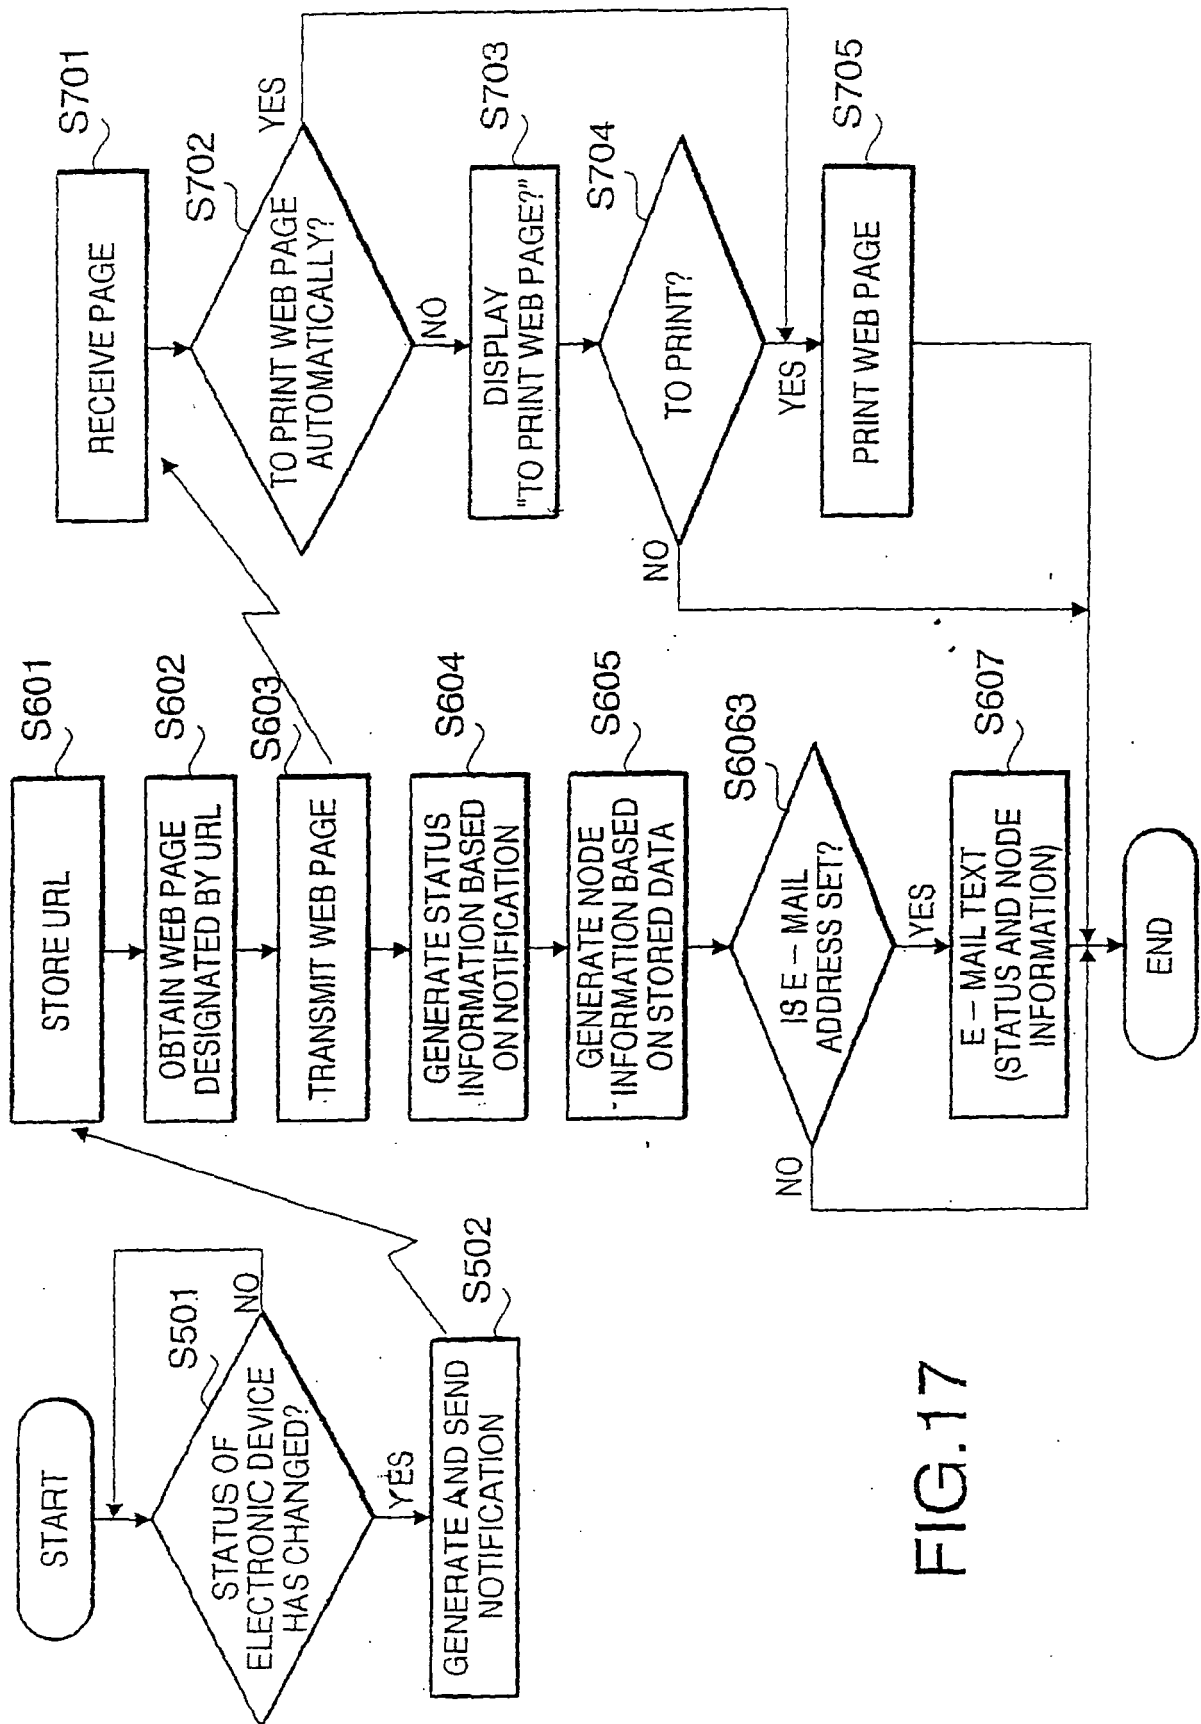 START
S501
STATUS OF
ELECTRONIC DEVICE
HAS CHANGED?
NO
YES
S502
GENERATE AND SEND
NOTIFICATION
S601
STORE URL
S602
OBTAIN WEB PAGE
DESIGNATED BY URL
S603
TRANSMIT WEB PAGE
S604
GENERATE STATUS
INFORMATION BASED
ON NOTIFICATION
S605
GENERATE NODE
INFORMATION BASED
ON STORED DATA
S6063
IS E-MAIL
ADDRESS SET?
NO
YES
S607
E-MAIL TEXT
(STATUS AND NODE
INFORMATION)
END
S701
RECEIVE PAGE
S702
TO PRINT WEB PAGE
AUTOMATICALLY?
YES
NO
S703
DISPLAY
"TO PRINT WEB PAGE?"
S704
TO PRINT?
NO
YES
S705
PRINT WEB PAGE
FIG.17